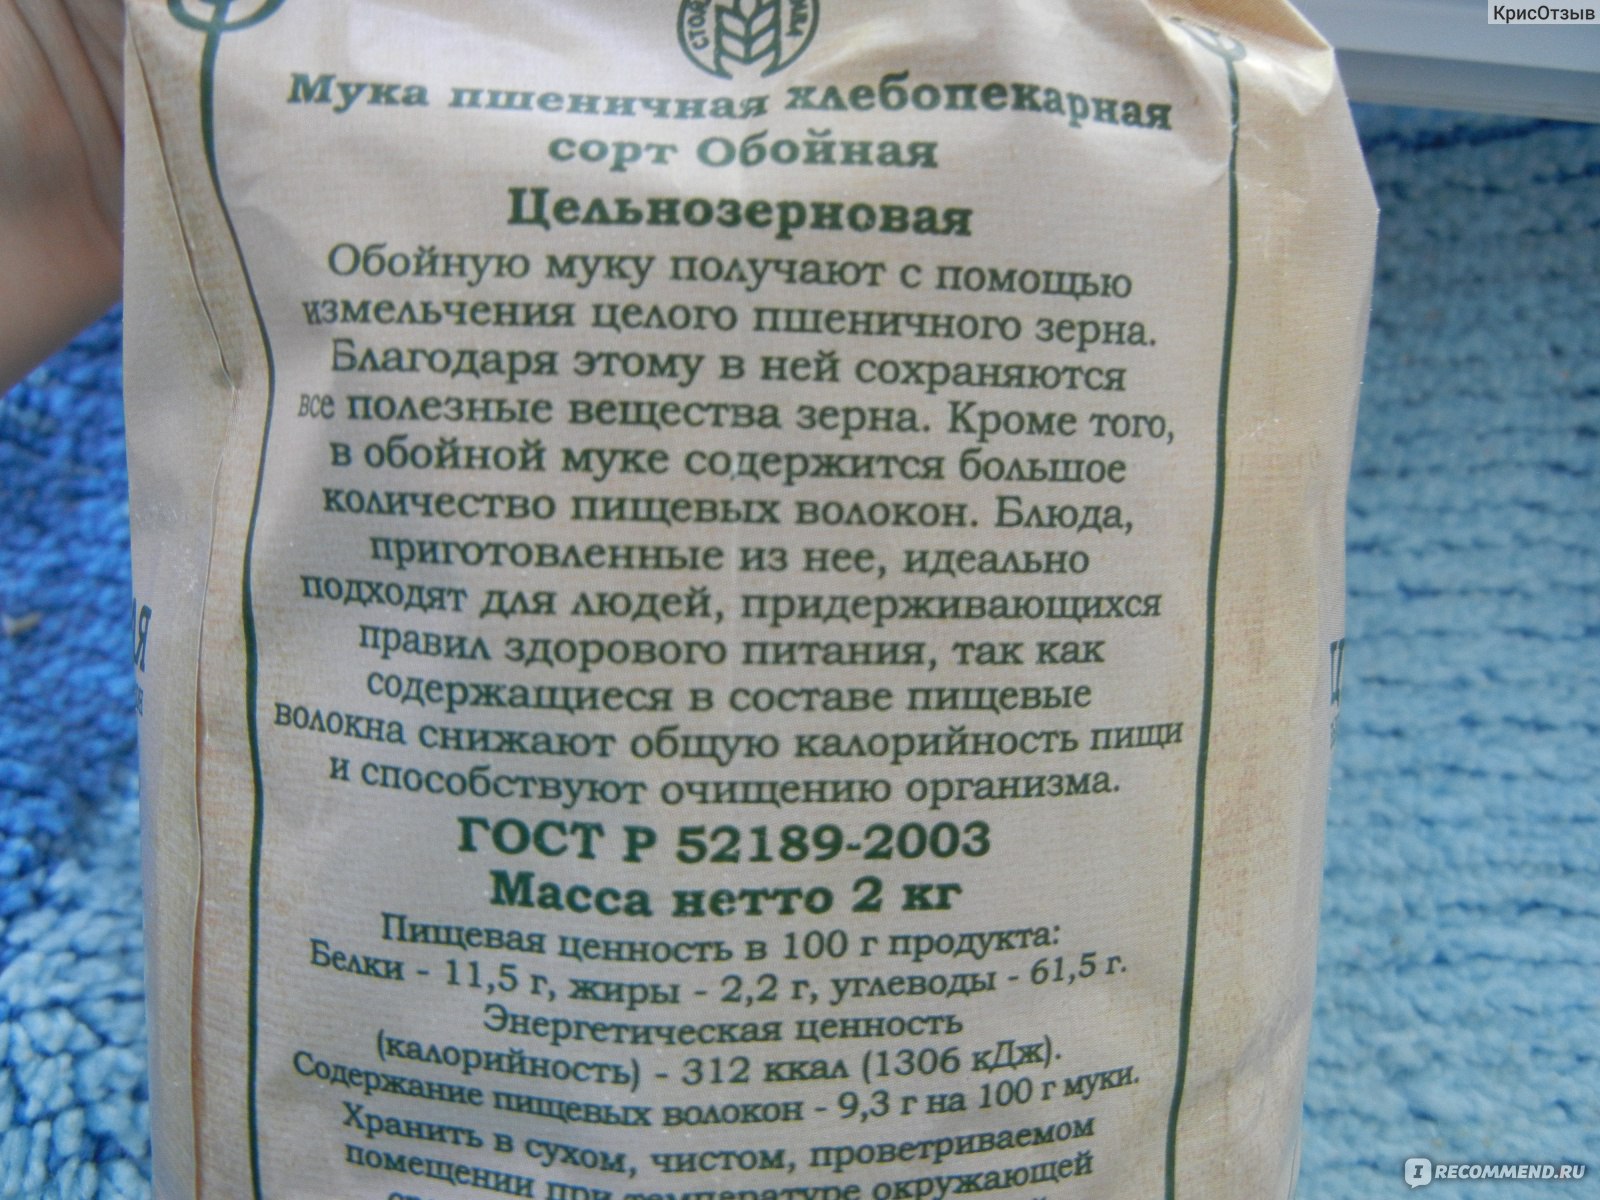 КрисОтзыв
Мука пшеничная хлебопекарная
сорт Обойная
Цельнозерновая
Обойную муку получают с помощью
измельчения целого пшеничного зерна.
Благодаря этому в ней сохраняются
все полезные вещества зерна. Кроме того,
в обойной муке содержится большое
количество пищевых волокон. Блюда,
приготовленные из нее, идеально
подходят для людей, придерживающихся
правил здорового питания, так как
содержащиеся в составе пищевые
волокна снижают общую калорийность пищи
и способствуют очищению организма.
ГОСТ Р 52189-2003
Масса нетто 2 кг
Пищевая ценность в 100 г продукта:
Белки - 11,5 г, жиры - 2,2 г, углеводы - 61,5 г.
Энергетическая ценность
(калорийность) - 312 ккал (1306 кДж).
Содержание пищевых волокон - 9,3 г на 100 г муки.
Хранить в сухом, чистом, проветриваемом
помещении при температуре окружающей
IRECOMMEND.RU